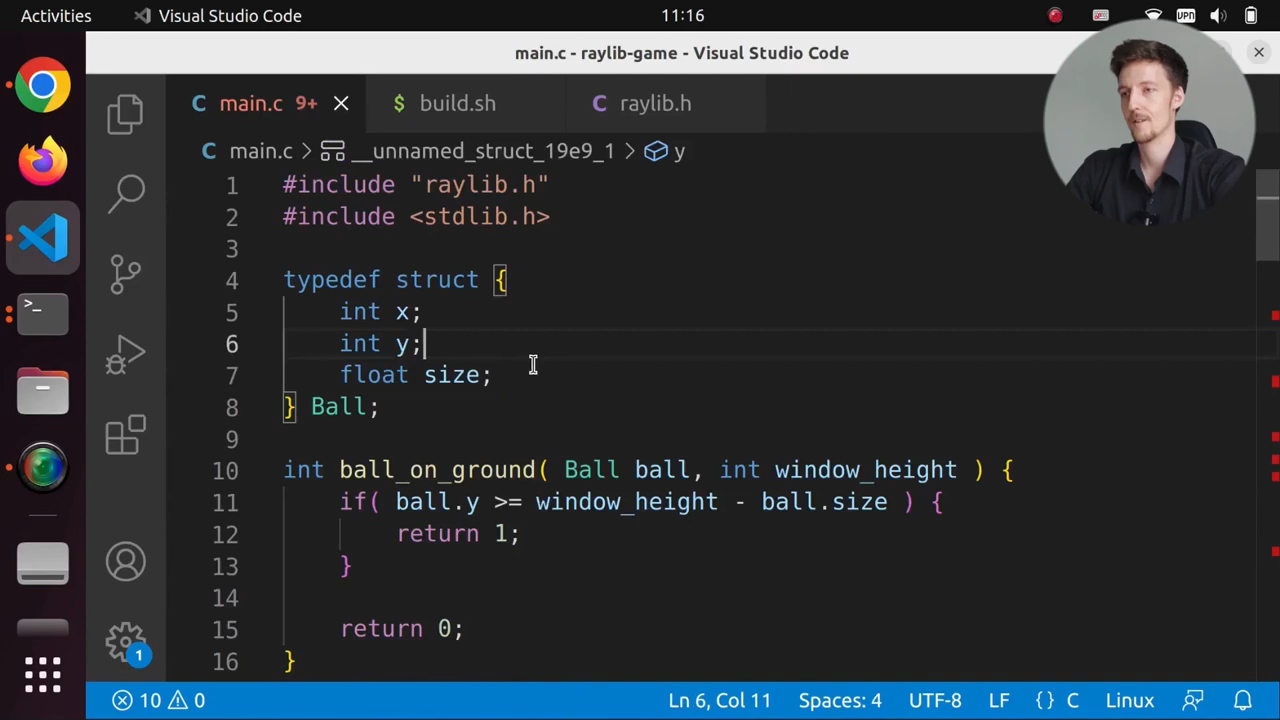 Activities
Visual Studio Code
11:16
VPN
main.c - raylib-game - Visual Studio Code
C main.c 9+
$ build.sh
C raylib.h
C main.c > __unnamed_struct_19e9_1 > y
1 #include "raylib.h"
2 #include <stdlib.h>
3
4 typedef struct {
5 int x;
6 int y;
7 float size;
8 } Ball;
9
10 int ball_on_ground( Ball ball, int window_height ) {
11 if( ball.y >= window_height - ball.size ) {
12 return 1;
13 }
14
15 return 0;
16 }
1
10 0 Ln 6, Col 11 Spaces: 4 UTF-8 LF {} C Linux